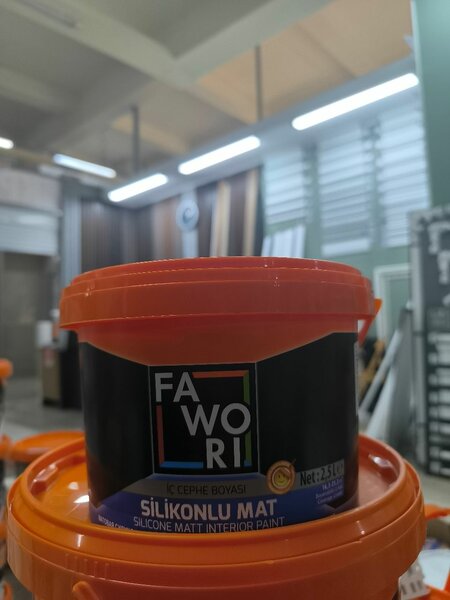 FA
WO
RI
İÇ CEPHE BOYASI
Net: 2.5 Lt
SİLİKONLU MAT
SILICONE MATT INTERIOR PAINT